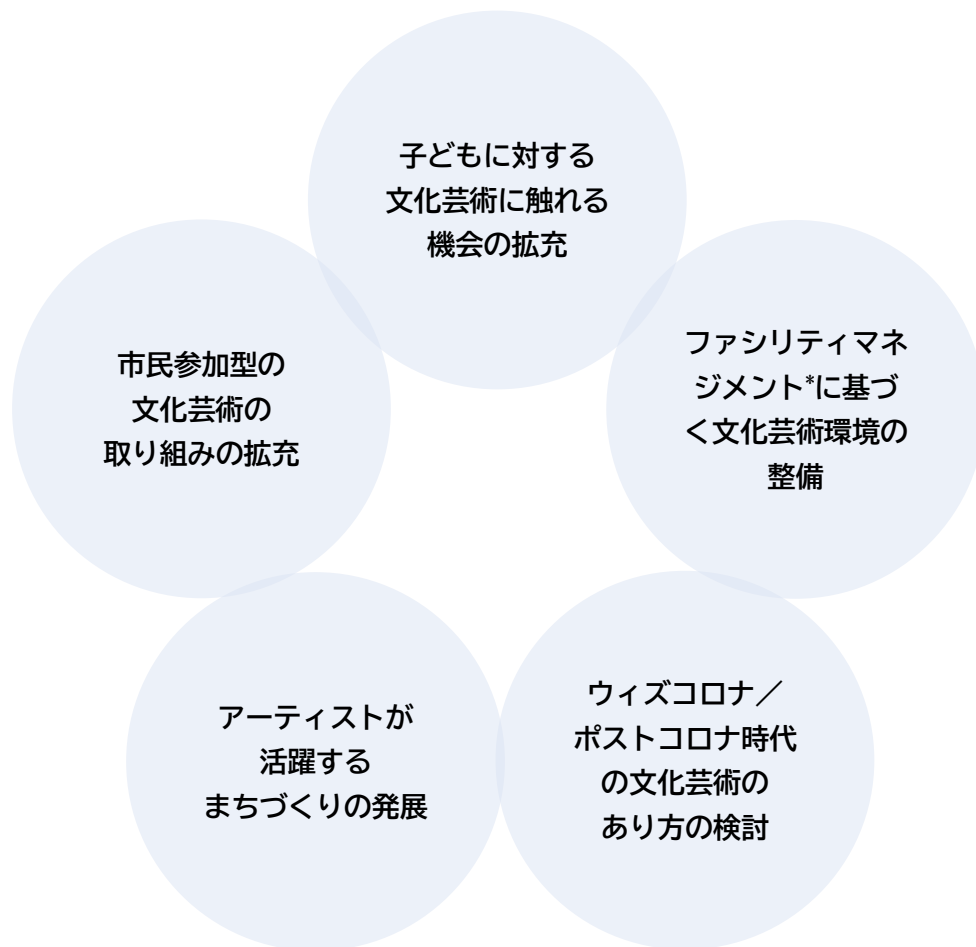 子どもに対する
文化芸術に触れる
機会の拡充
市民参加型の
文化芸術の
取り組みの拡充
ファシリティマネ
ジメント*に基づ
く文化芸術環境の
整備
アーティストが
活躍する
まちづくりの発展
ウィズコロナ／
ポストコロナ時代
の文化芸術の
あり方の検討